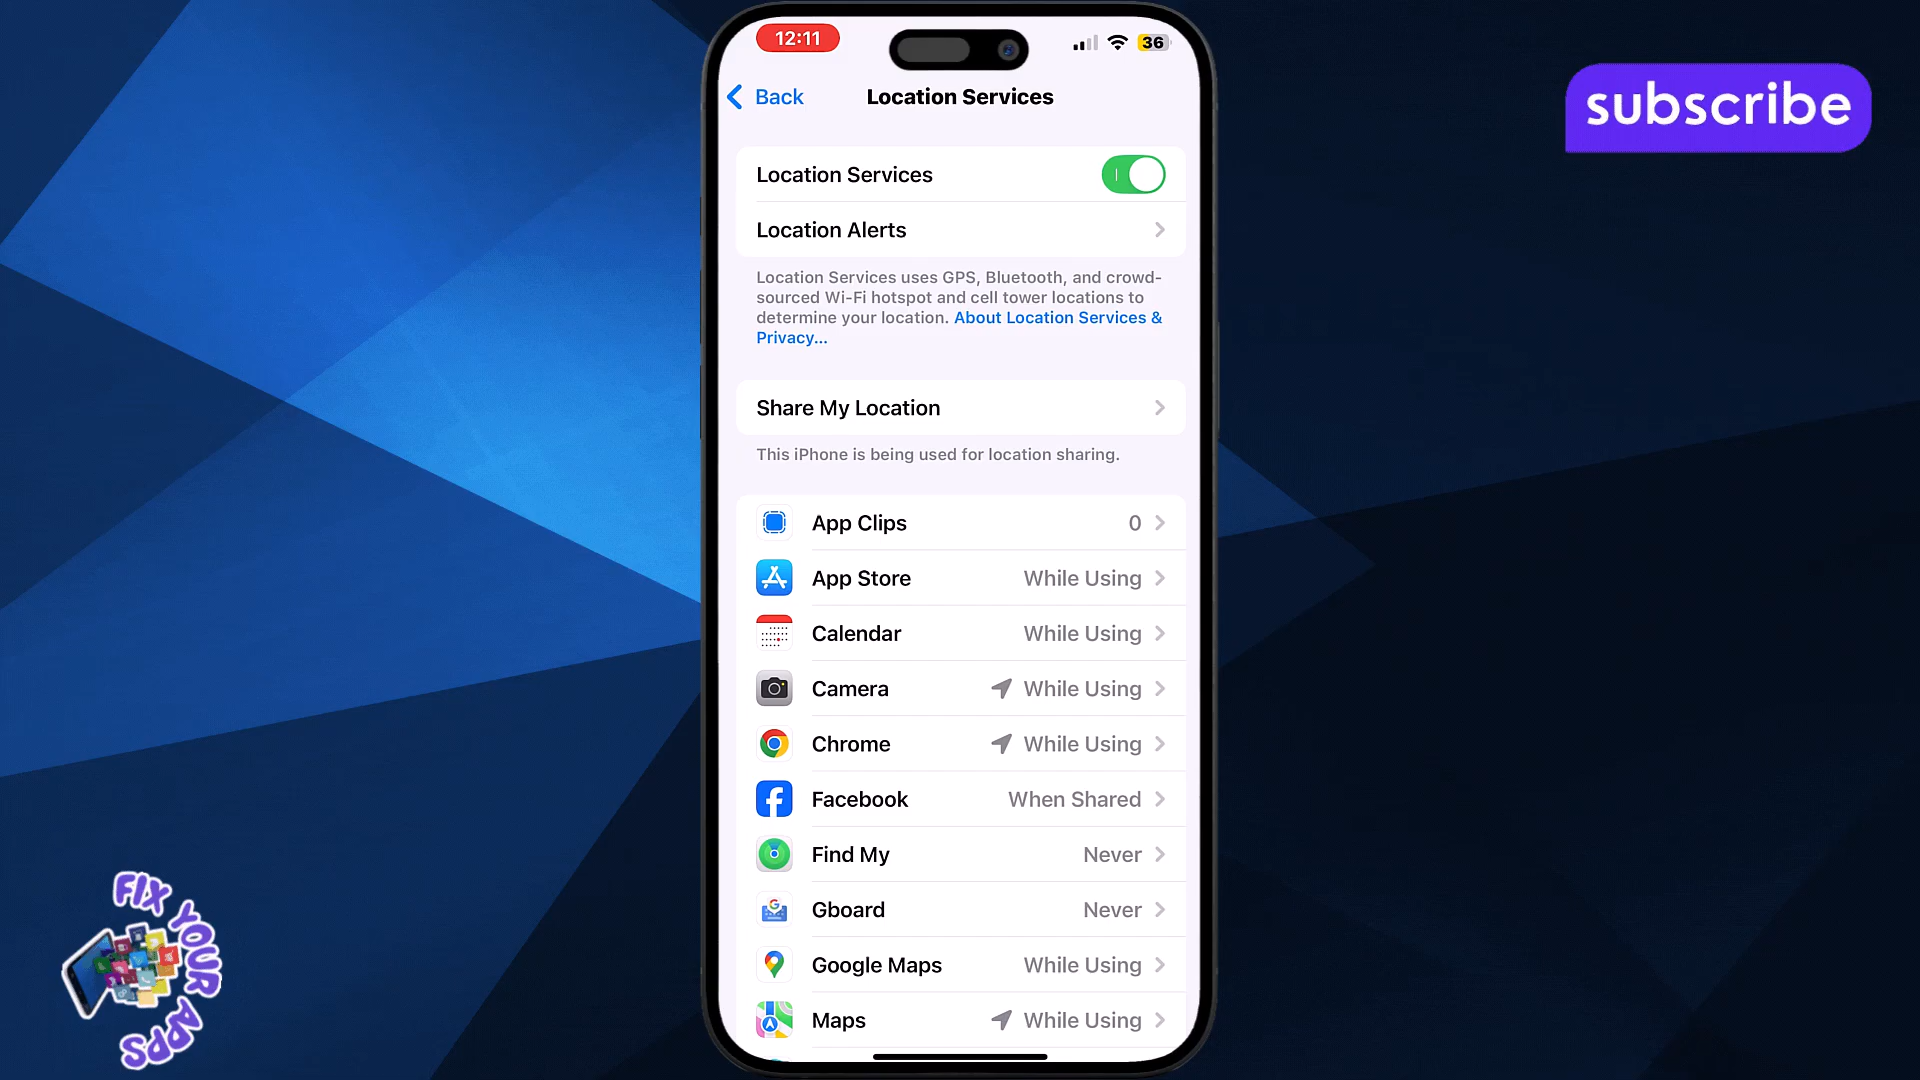 12:11
36
Back
Location Services
subscribe
Location Services
Location Alerts
Location Services uses GPS, Bluetooth, and crowd-
sourced Wi-Fi hotspot and cell tower locations to
determine your location. About Location Services &
Privacy...
Share My Location
This iPhone is being used for location sharing.
App Clips 0
App Store While Using
Calendar While Using
Camera While Using
Chrome While Using
Facebook When Shared
Find My Never
Gboard Never
Google Maps While Using
Maps While Using
FIX YOUR APPS